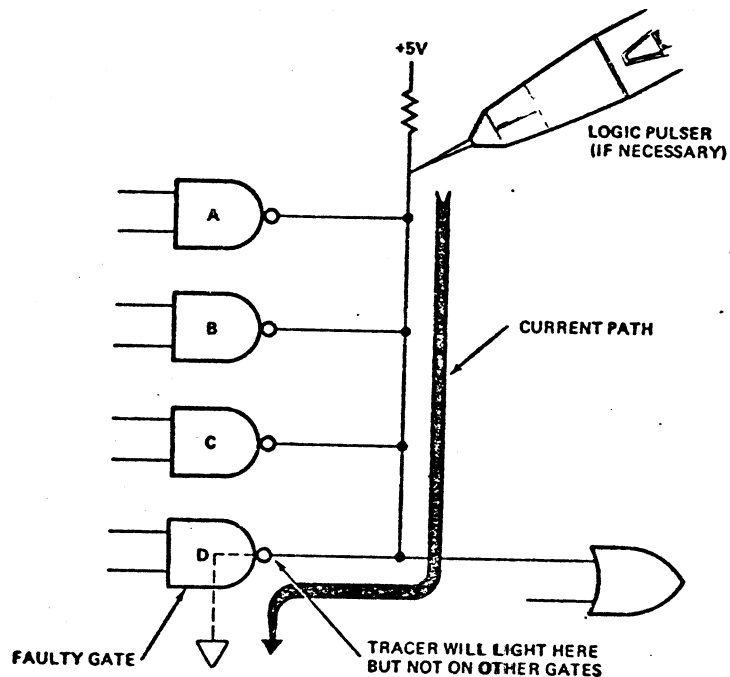 +5V
LOGIC PULSER
(IF NECESSARY)
A
B
CURRENT PATH
C
D
FAULTY GATE
TRACER WILL LIGHT HERE
BUT NOT ON OTHER GATES